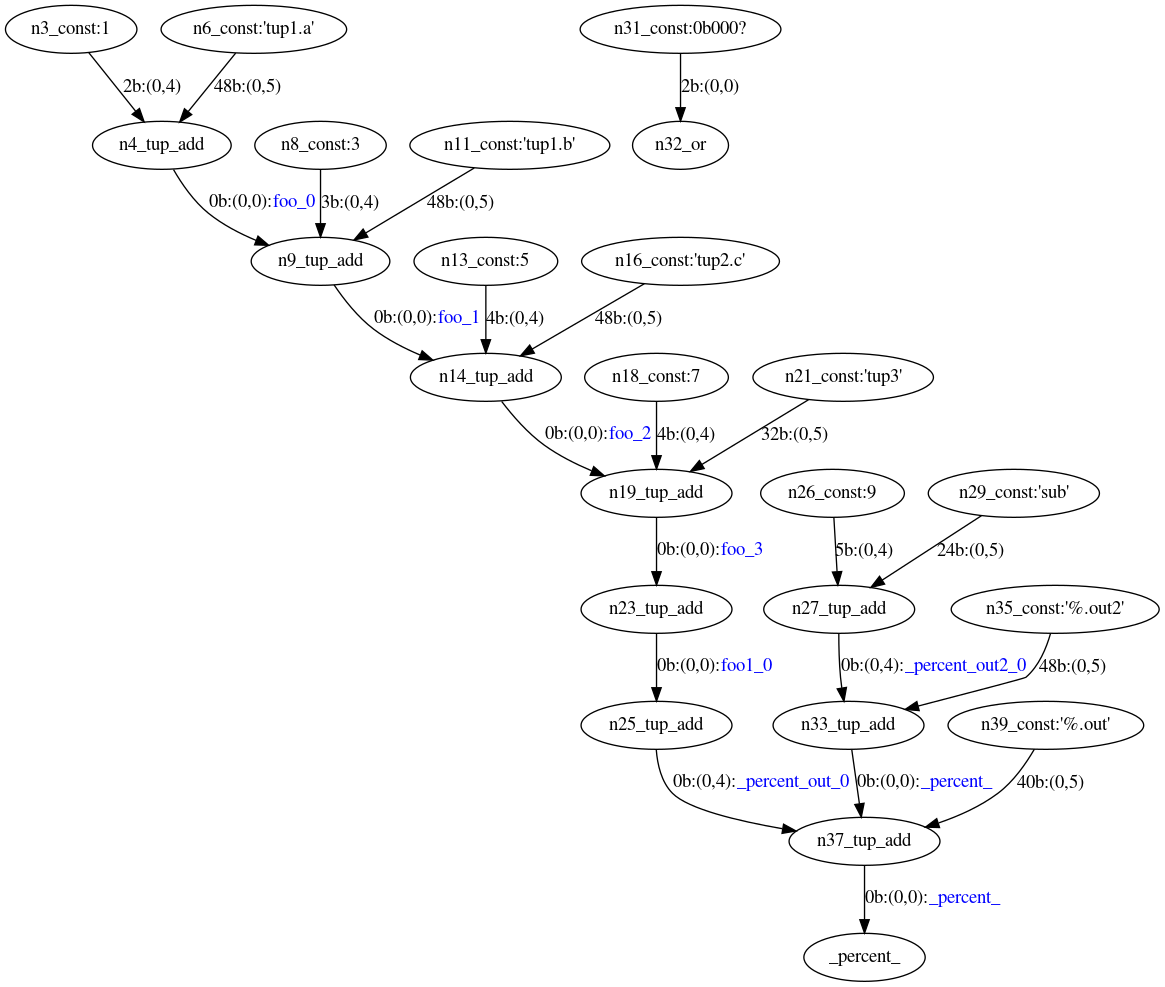 n3_const:1 n6_const:'tup1.a' n31_const:0b000?
2b:(0,4) 48b:(0,5) 2b:(0,0)
n4_tup_add n8_const:3 n11_const:'tup1.b' n32_or
0b:(0,0):foo_0 3b:(0,4) 48b:(0,5)
n9_tup_add n13_const:5 n16_const:'tup2.c'
0b:(0,0):foo_1 4b:(0,4) 48b:(0,5)
n14_tup_add n18_const:7 n21_const:'tup3'
0b:(0,0):foo_2 4b:(0,4) 32b:(0,5)
n19_tup_add n26_const:9 n29_const:'sub'
0b:(0,0):foo_3 5b:(0,4) 24b:(0,5)
n23_tup_add n27_tup_add n35_const:'%.out2'
0b:(0,0):foo1_0 0b:(0,4):_percent_out2_0 48b:(0,5)
n25_tup_add n33_tup_add n39_const:'%.out'
0b:(0,4):_percent_out_0 0b:(0,0):_percent_ 40b:(0,5)
n37_tup_add
0b:(0,0):_percent_
_percent_